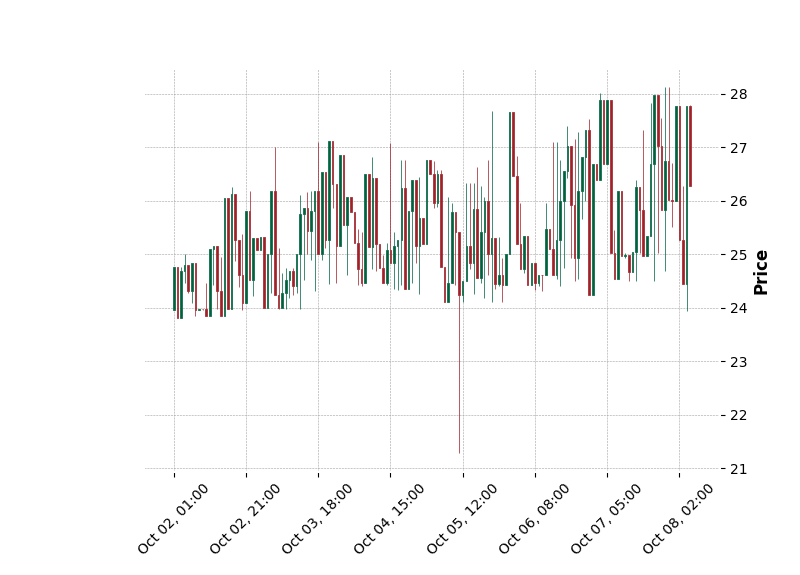 28
27
26
25
24
23
22
21
Price
Oct 02, 01:00
Oct 02, 21:00
Oct 03, 18:00
Oct 04, 15:00
Oct 05, 12:00
Oct 06, 08:00
Oct 07, 05:00
Oct 08, 02:00